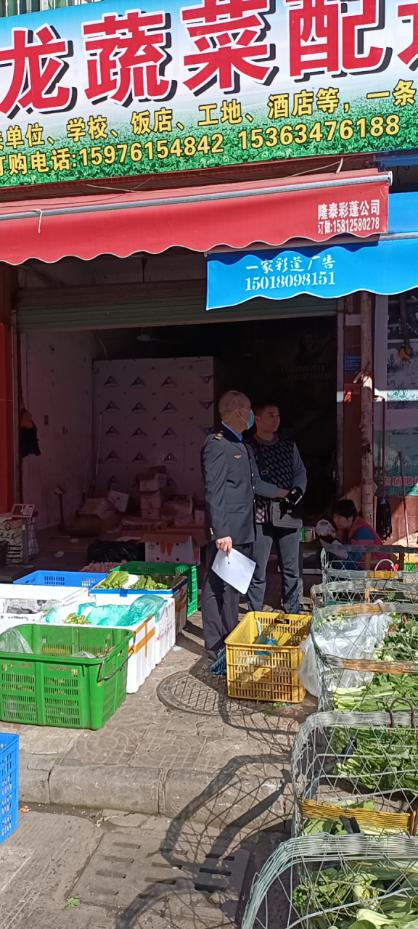 龙蔬菜配送
单位、学校、饭店、工地、酒店等，一条
订购电话:15976154842 15363476188
隆泰彩蓬公司
订做:15812580278
一家彩蓬广告
15018098151